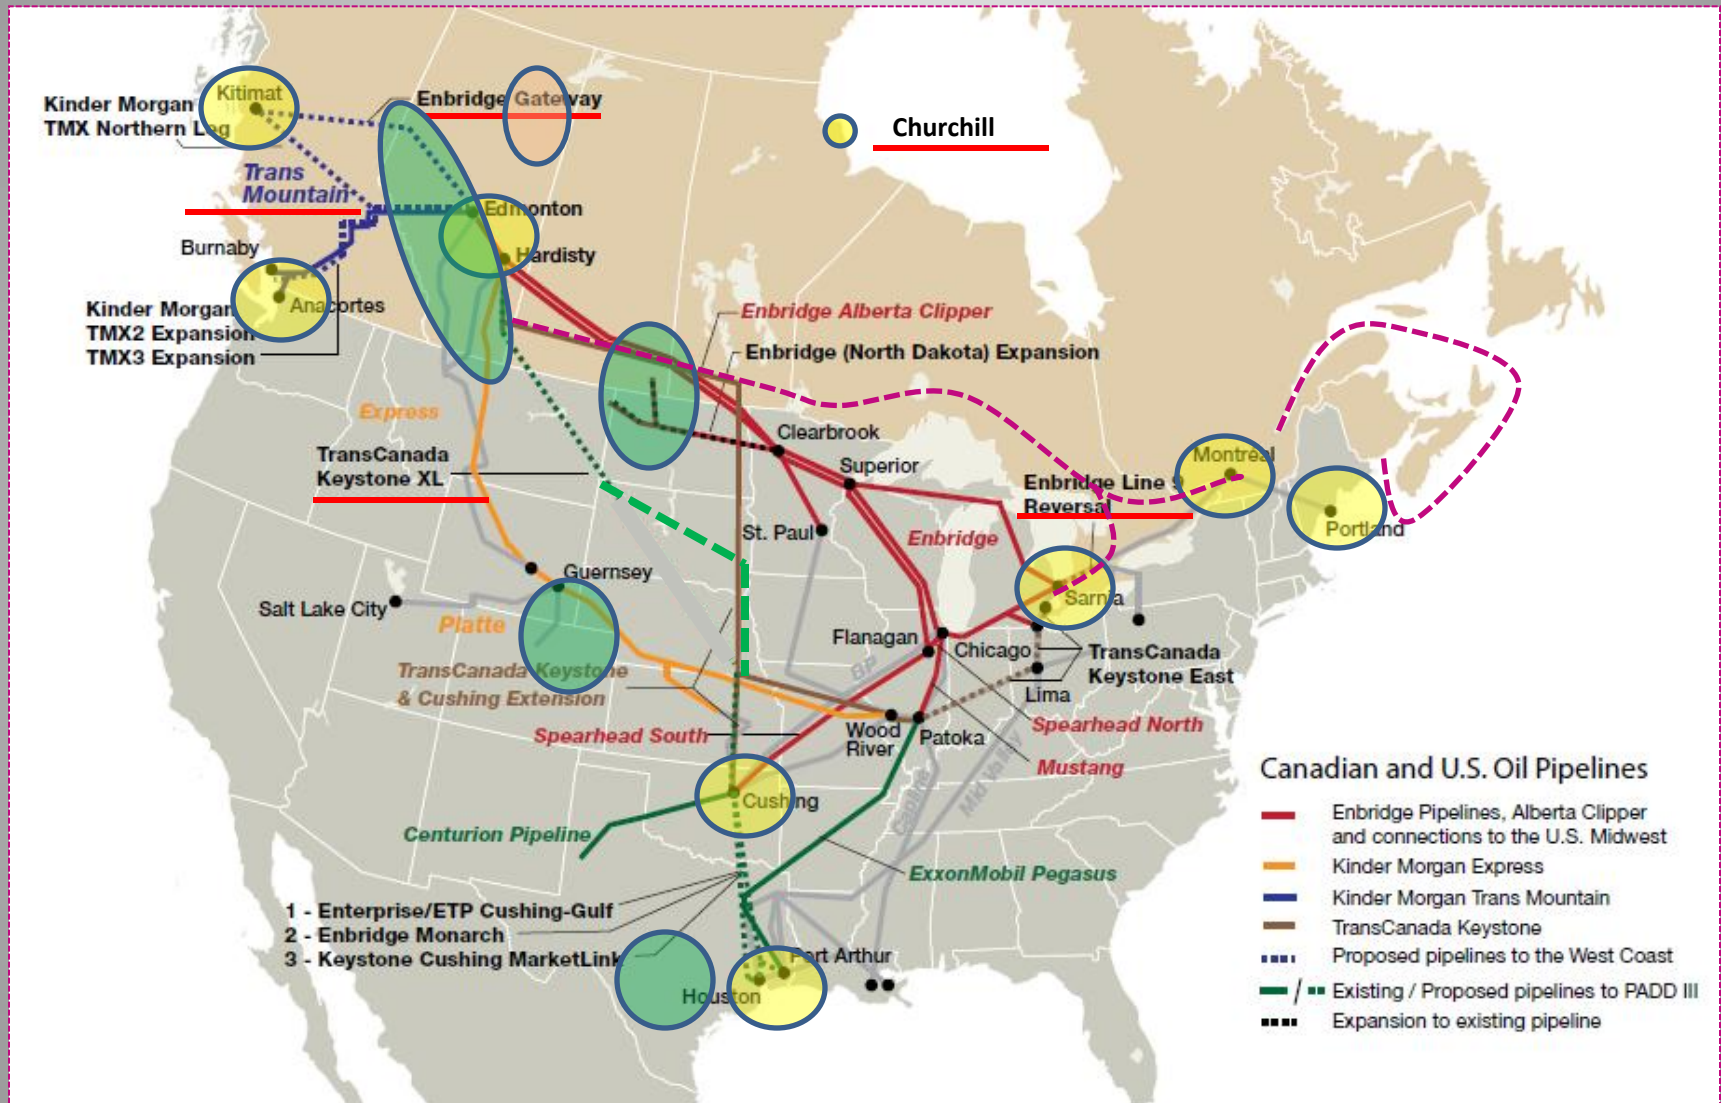 Kitimat
Enbridge Gateway
Kinder Morgan
TMX Northern Leg
Churchill
Trans
Mountain
Edmonton
Burnaby
Hardisty
Anacortes
Kinder Morgan
TMX2 Expansion
TMX3 Expansion
Enbridge Alberta Clipper
Enbridge (North Dakota) Expansion
Express
Clearbrook
TransCanada
Keystone XL
Superior
Montreal
Enbridge Line 9
Reversal
St. Paul
Enbridge
Portland
Guernsey
Salt Lake City
Sarnia
Platte
Flanagan
Chicago
TransCanada
Keystone East
BP
TransCanada Keystone
& Cushing Extension
Lima
Spearhead South
Wood
River
Patoka
Spearhead North
Mustang
Mid Valley
Capline
Cushing
Centurion Pipeline
ExxonMobil Pegasus
1 - Enterprise/ETP Cushing-Gulf
2 - Enbridge Monarch
3 - Keystone Cushing MarketLink
Port Arthur
Houston
Canadian and U.S. Oil Pipelines
Enbridge Pipelines, Alberta Clipper
and connections to the U.S. Midwest
Kinder Morgan Express
Kinder Morgan Trans Mountain
TransCanada Keystone
Proposed pipelines to the West Coast
/ Existing / Proposed pipelines to PADD III
Expansion to existing pipeline